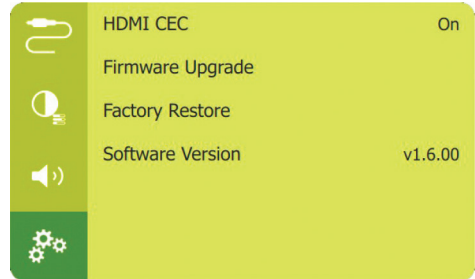 HDMI CEC On
Firmware Upgrade
Factory Restore
Software Version v1.6.00